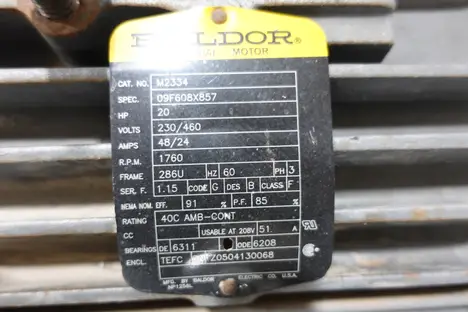 BALDOR®
MOTOR
CAT. NO. M2334
SPEC. 09F608X857
HP 20
VOLTS 230/460
AMPS 48/24
R.P.M. 1760
FRAME 286U HZ 60 PH 3
SER. F. 1.15 CODE G DES B CLASS F
NEMA NOM. EFF. 91 % P.F. 85 %
RATING 40C AMB-CONT
CC USABLE AT 208V 51. A
BEARINGS DE 6311 ODE 6208
ENCL. TEFC Z0504130068
MFG. BY BALDOR ELECTRIC CO. U.S.A.